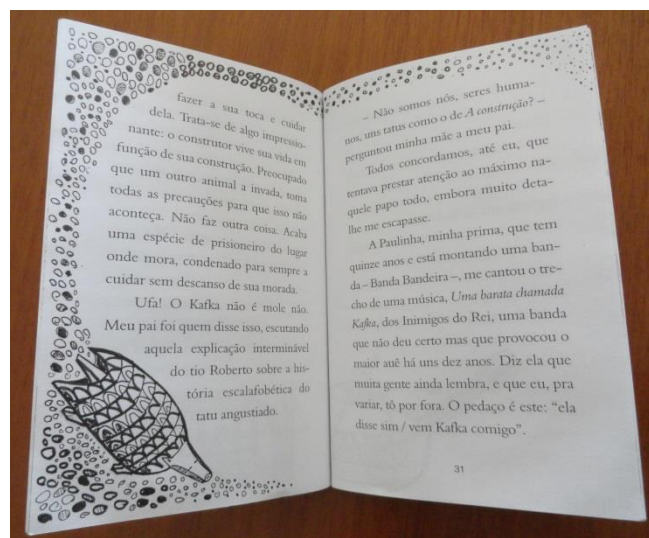 fazer a sua toca e cuidar
dela. Trata-se de algo impressio-
nante: o construtor vive sua vida em
função de sua construção. Preocupado
que um outro animal a invada, toma
todas as precauções para que isso não
aconteça. Não faz outra coisa. Acaba
uma espécie de prisioneiro do lugar
onde mora, condenado para sempre a
cuidar sem descanso de sua morada.
Ufa! O Kafka não é mole não.
Meu pai foi quem disse isso, escutando
aquela explicação interminável
do tio Roberto sobre a his-
tória escalafobética do
tatu angustiado.
– Não somos nós, seres huma-
nos, uns tatus como o de A construção? –
perguntou minha mãe a meu pai.
Todos concordamos, até eu, que
tentava prestar atenção ao máximo na-
quele papo todo, embora muito deta-
lhe me escapasse.
A Paulinha, minha prima, que tem
quinze anos e está montando uma ban-
da – Banda Bandeira –, me cantou o tre-
cho de uma música, Uma barata chamada
Kafka, dos Inimigos do Rei, uma banda
que não deu certo mas que provocou o
maior auê há uns dez anos. Diz ela que
muita gente ainda lembra, e que eu, pra
variar, tô por fora. O pedaço é este: “ela
disse sim / vem Kafka comigo”.
31